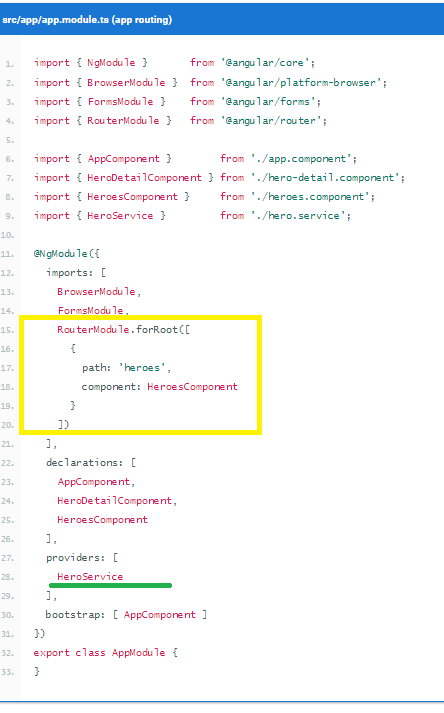 src/app/app.module.ts (app routing)
1. import { NgModule }       from '@angular/core';
2. import { BrowserModule }  from '@angular/platform-browser';
3. import { FormsModule }    from '@angular/forms';
4. import { RouterModule }   from '@angular/router';
5.
6. import { AppComponent }        from './app.component';
7. import { HeroDetailComponent } from './hero-detail.component';
8. import { HeroesComponent }     from './heroes.component';
9. import { HeroService }         from './hero.service';
10.
11. @NgModule({
12.   imports: [
13.     BrowserModule,
14.     FormsModule,
15.     RouterModule.forRoot([
16.       {
17.         path: 'heroes',
18.         component: HeroesComponent
19.       }
20.     ])
21.   ],
22.   declarations: [
23.     AppComponent,
24.     HeroDetailComponent,
25.     HeroesComponent
26.   ],
27.   providers: [
28.     HeroService
29.   ],
30.   bootstrap: [ AppComponent ]
31. })
32. export class AppModule {
33. }